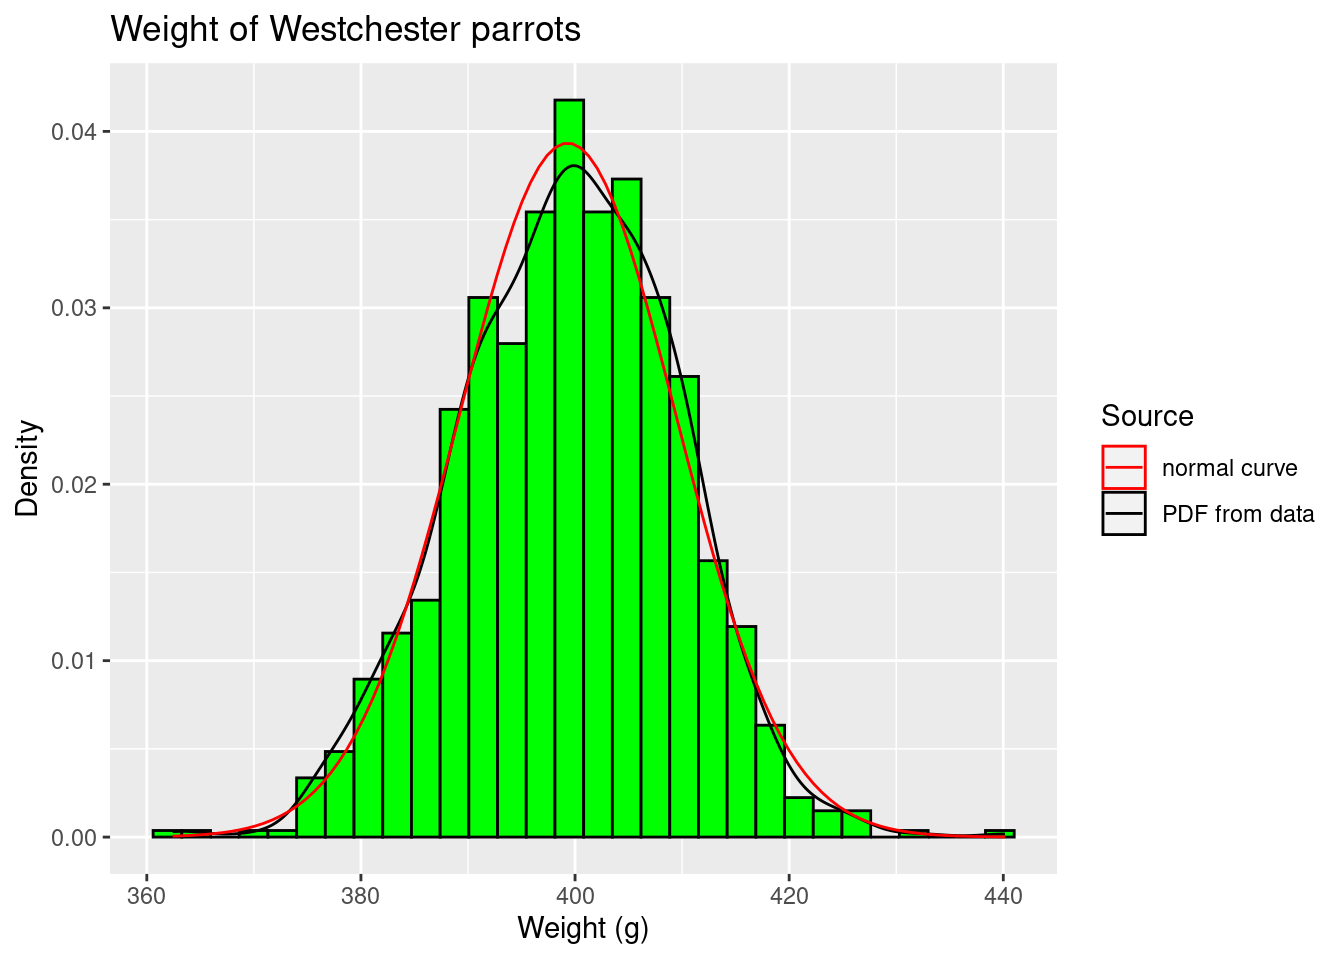 Weight of Westchester parrots
0.04
0.03
0.02
0.01
0.00
Density
360 380 400 420 440
Weight (g)
Source
normal curve
PDF from data